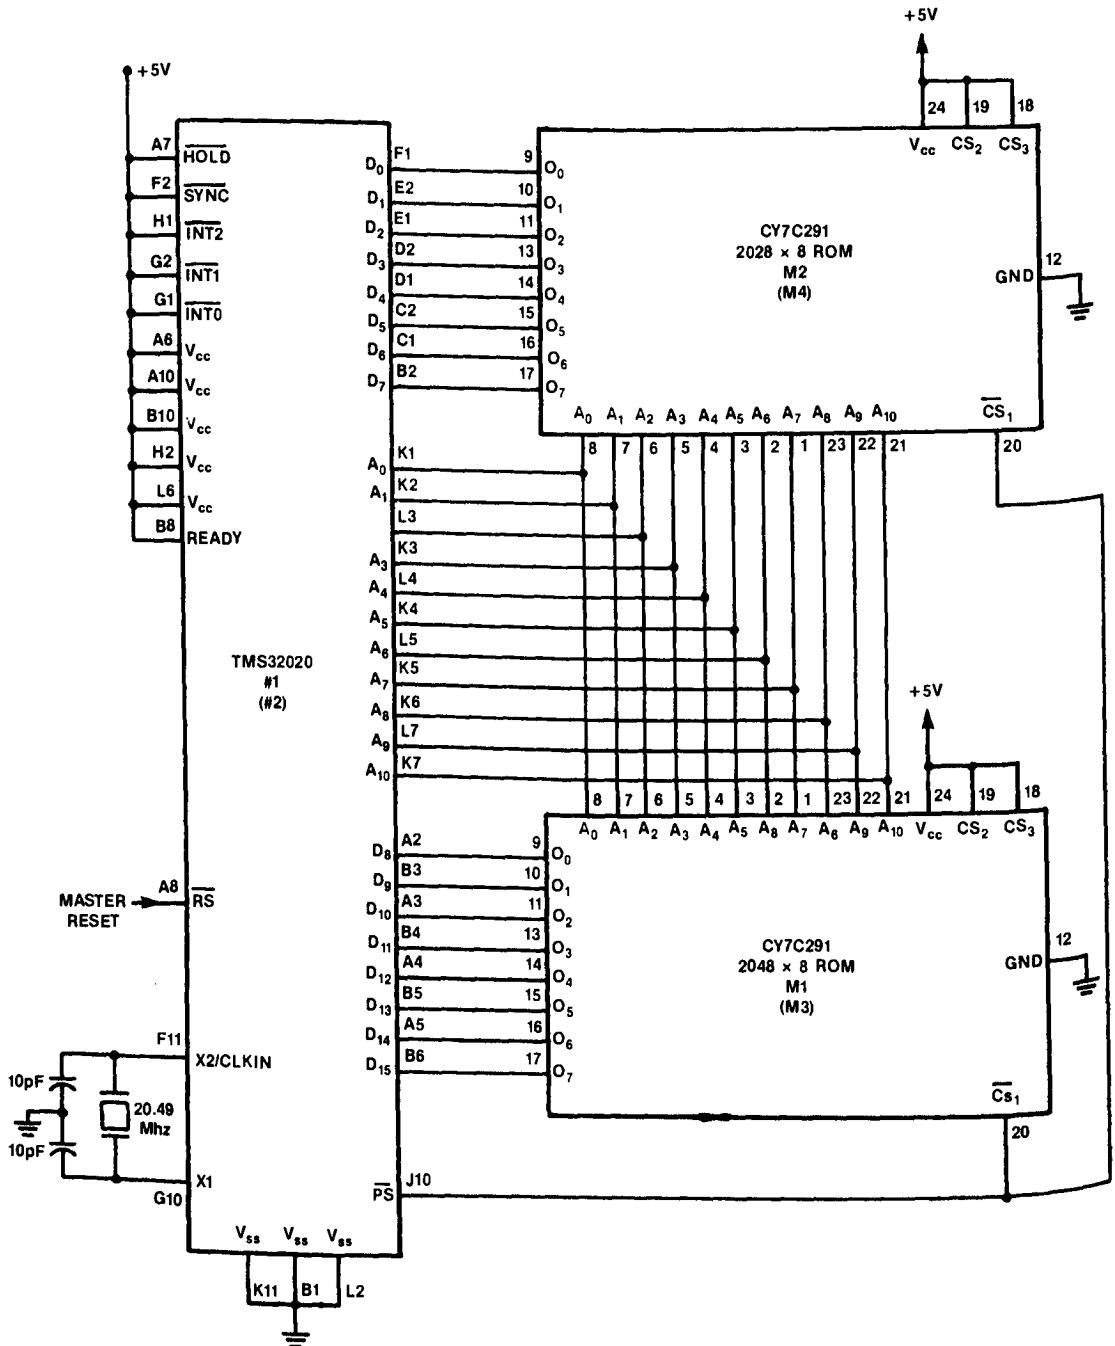 +5V
+5V
A7 HOLD
F2 SYNC
H1 INT2
G2 INT1
G1 INT0
A6 Vcc
A10 Vcc
B10 Vcc
H2 Vcc
L6 Vcc
B8 READY
TMS32020
#1
(#2)
MASTER RESET
A8 RS
F11 X2/CLKIN
10pF
20.49 Mhz
10pF
X1
G10
Vss Vss Vss
K11 B1 L2
D0 F1 9 O0
D1 E2 10 O1
D2 E1 11 O2
D3 D2 13 O3
D4 D1 14 O4
D5 C2 15 O5
D6 C1 16 O6
D7 B2 17 O7
24 19 18
Vcc CS2 CS3
CY7C291
2028 × 8 ROM
M2
(M4)
GND 12
A0 A1 A2 A3 A4 A5 A6 A7 A8 A9 A10 CS1
8 7 6 5 4 3 2 1 23 22 21 20
A0 K1
A1 K2
L3
A3 K3
A4 L4
A5 K4
A6 L5
A7 K5
A8 K6
A9 L7
A10 K7
+5V
8 7 6 5 4 3 2 1 23 22 21 24 19 18
A0 A1 A2 A3 A4 A5 A8 A7 A6 A9 A10 Vcc CS2 CS3
D8 A2 9 O0
D9 B3 10 O1
D10 A3 11 O2
D11 B4 13 O3
D12 A4 14 O4
D13 B5 15 O5
D14 A5 16 O6
D15 B6 17 O7
CY7C291
2048 × 8 ROM
M1
(M3)
GND 12
Cs1
20
PS J10